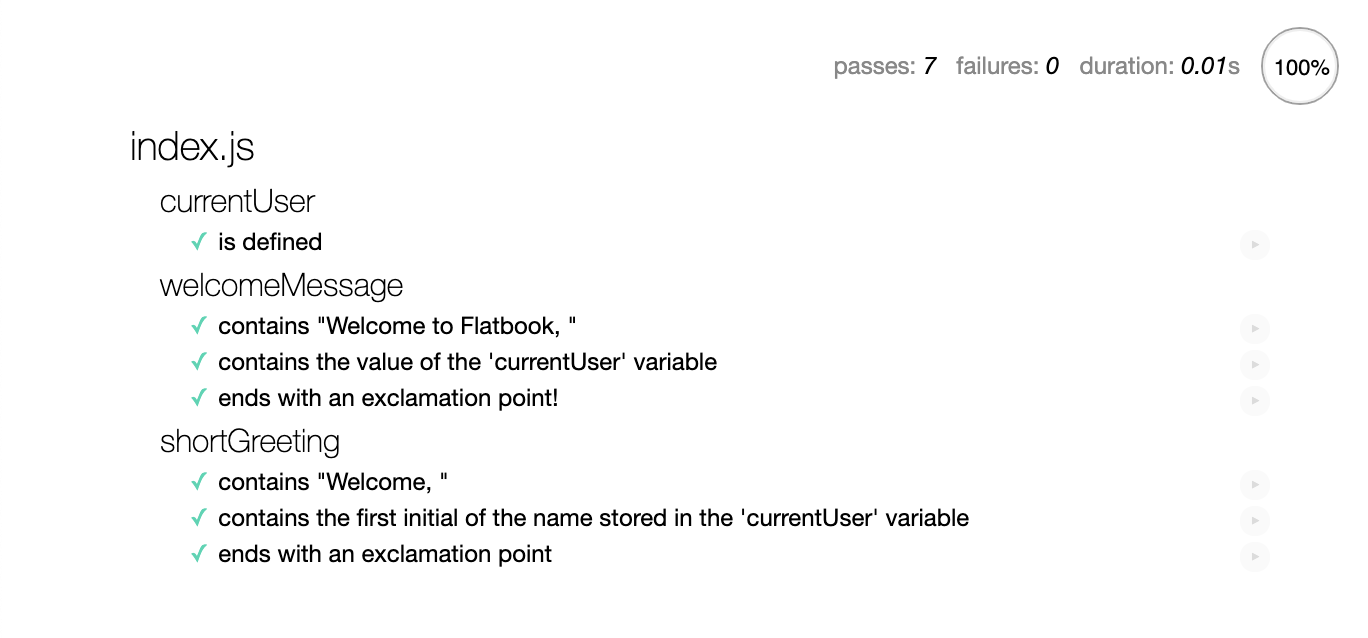 passes: 7 failures: 0 duration: 0.01s 100%
index.js
currentUser
✓ is defined
welcomeMessage
✓ contains "Welcome to Flatbook, "
✓ contains the value of the 'currentUser' variable
✓ ends with an exclamation point!
shortGreeting
✓ contains "Welcome, "
✓ contains the first initial of the name stored in the 'currentUser' variable
✓ ends with an exclamation point